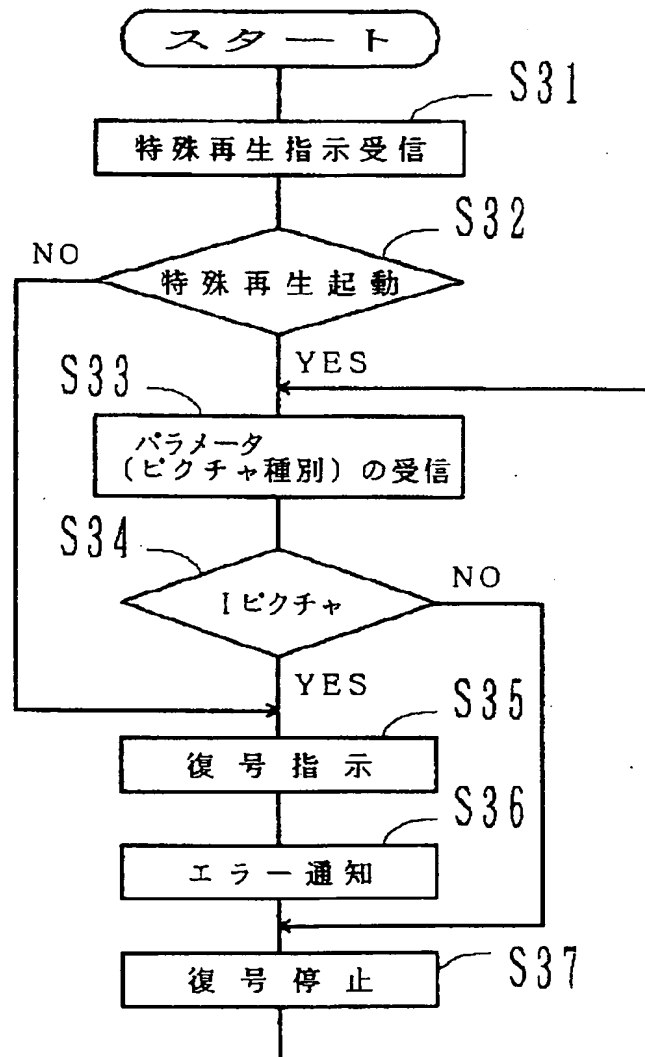 スタート
S31
特殊再生指示受信
S32
NO
特殊再生起動
YES
S33
パラメータ
(ピクチャ種別)の受信
S34
NO
Iピクチャ
YES
S35
復号指示
S36
エラー通知
S37
復号停止